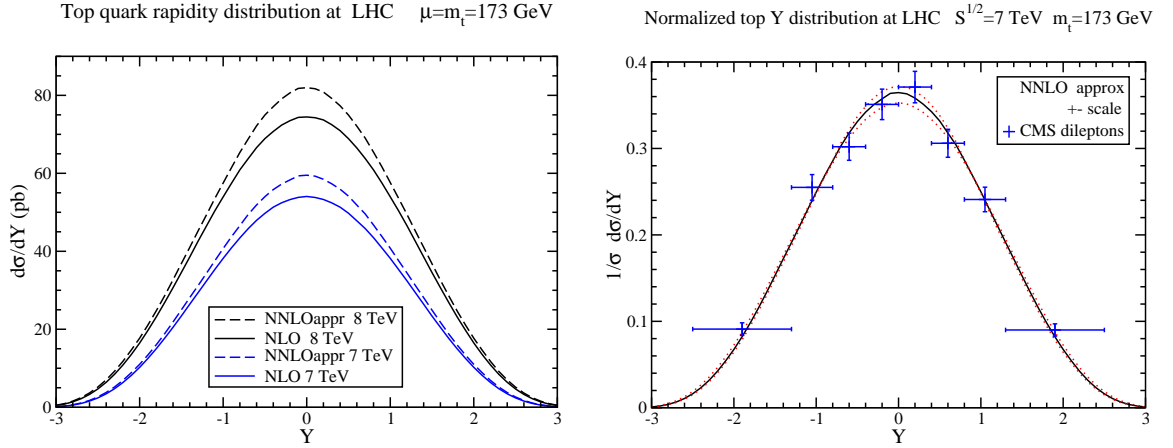 Top quark rapidity distribution at LHC μ=mt=173 GeV
80
60
40
20
0
dσ/dY (pb)
NNLOappr 8 TeV
NLO 8 TeV
NNLOappr 7 TeV
NLO 7 TeV
-3 -2 -1 0 1 2 3
Y
Normalized top Y distribution at LHC S^1/2=7 TeV mt=173 GeV
0.4
0.3
0.2
0.1
0
1/σ dσ/dY
NNLO approx
+- scale
CMS dileptons
-3 -2 -1 0 1 2 3
Y